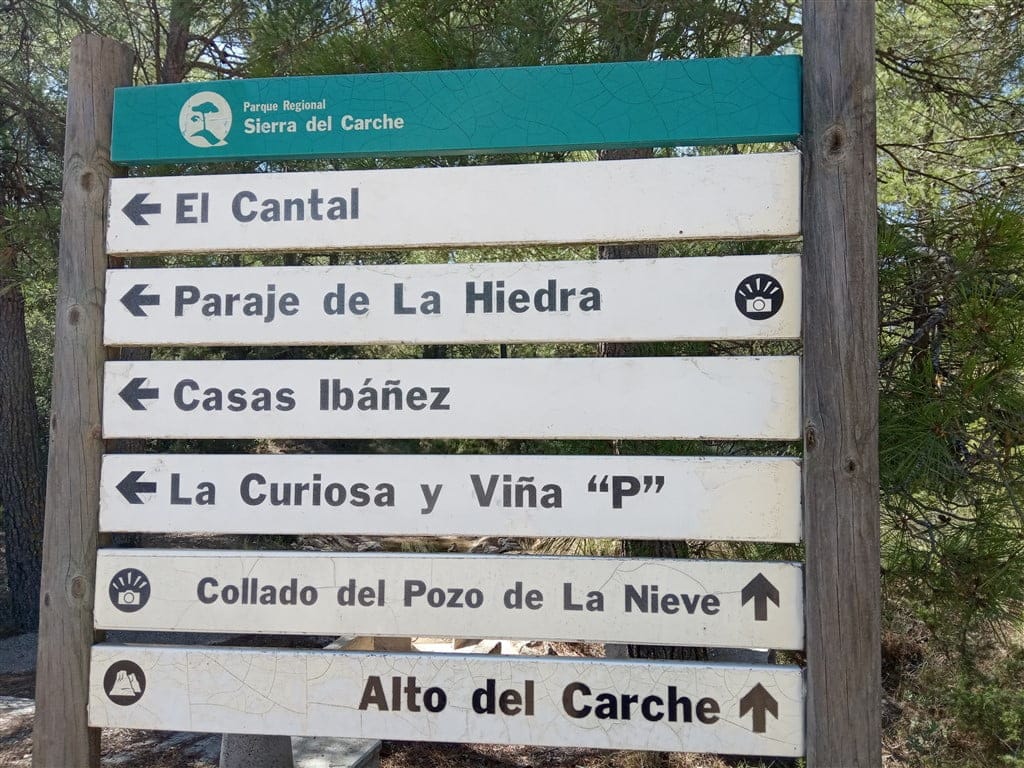 Parque Regional
Sierra del Carche
El Cantal
Paraje de La Hiedra
Casas Ibáñez
La Curiosa y Viña “P”
Collado del Pozo de La Nieve
Alto del Carche